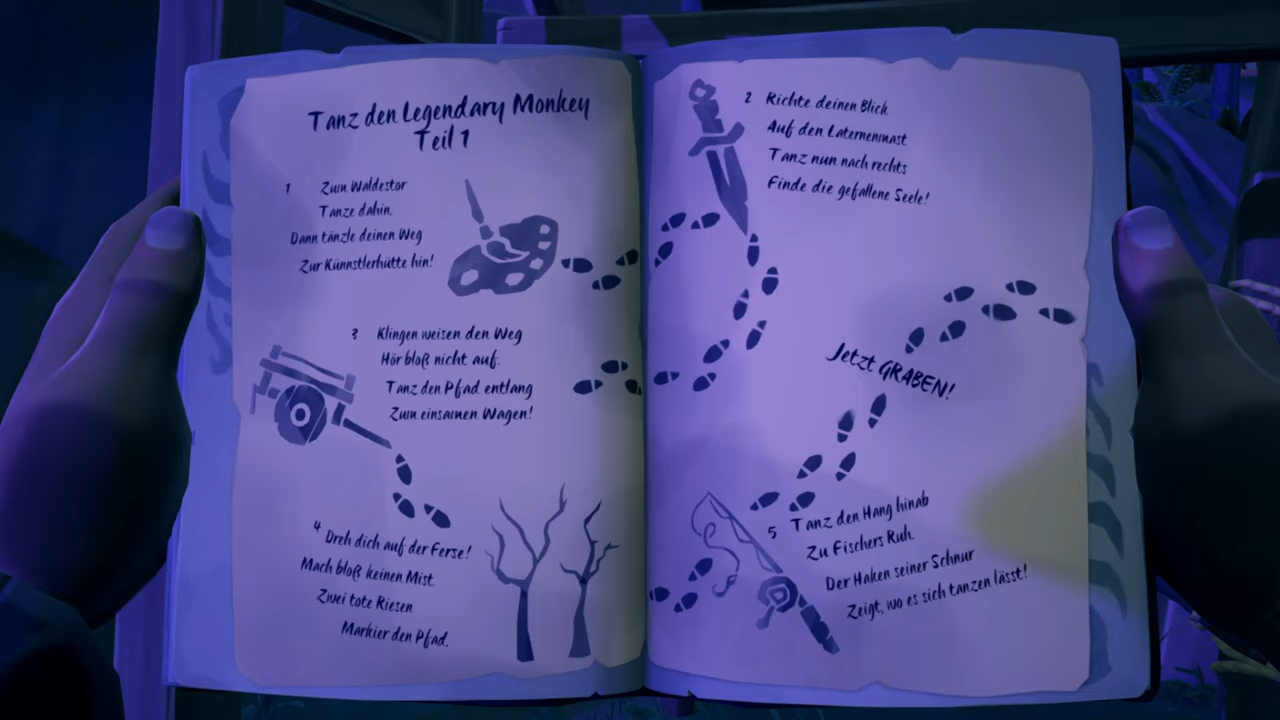 Tanz den Legendary Monkey
Teil 1
1 Zum Waldestor
Tanze dahin.
Dann tänzle deinen Weg
Zur Künnstlerhütte hin!
2 Richte deinen Blick
Auf den Laternenmast
Tanz nun nach rechts
Finde die gefallene Seele!
3 Klingen weisen den Weg
Hör bloß nicht auf.
Tanz den Pfad entlang
Zum einsamen Wagen!
4 Dreh dich auf der Ferse!
Mach bloß keinen Mist.
Zwei tote Riesen
Markier den Pfad.
5 Tanz den Hang hinab
Zu Fischers Ruh.
Der Haken seiner Schnur
Zeigt, wo es sich tanzen lässt!
Jetzt GRABEN!